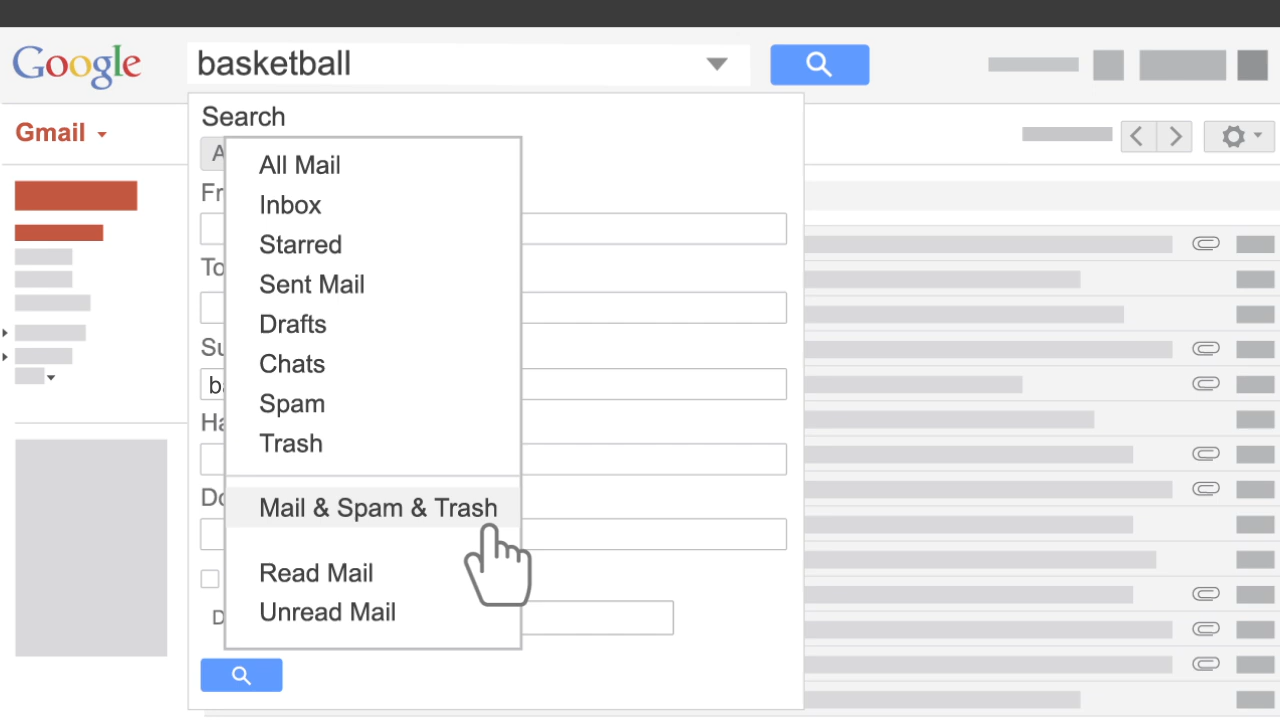 Google
basketball
Search
Gmail
All Mail
Inbox
Starred
Sent Mail
Drafts
Chats
Spam
Trash
Mail & Spam & Trash
Read Mail
Unread Mail